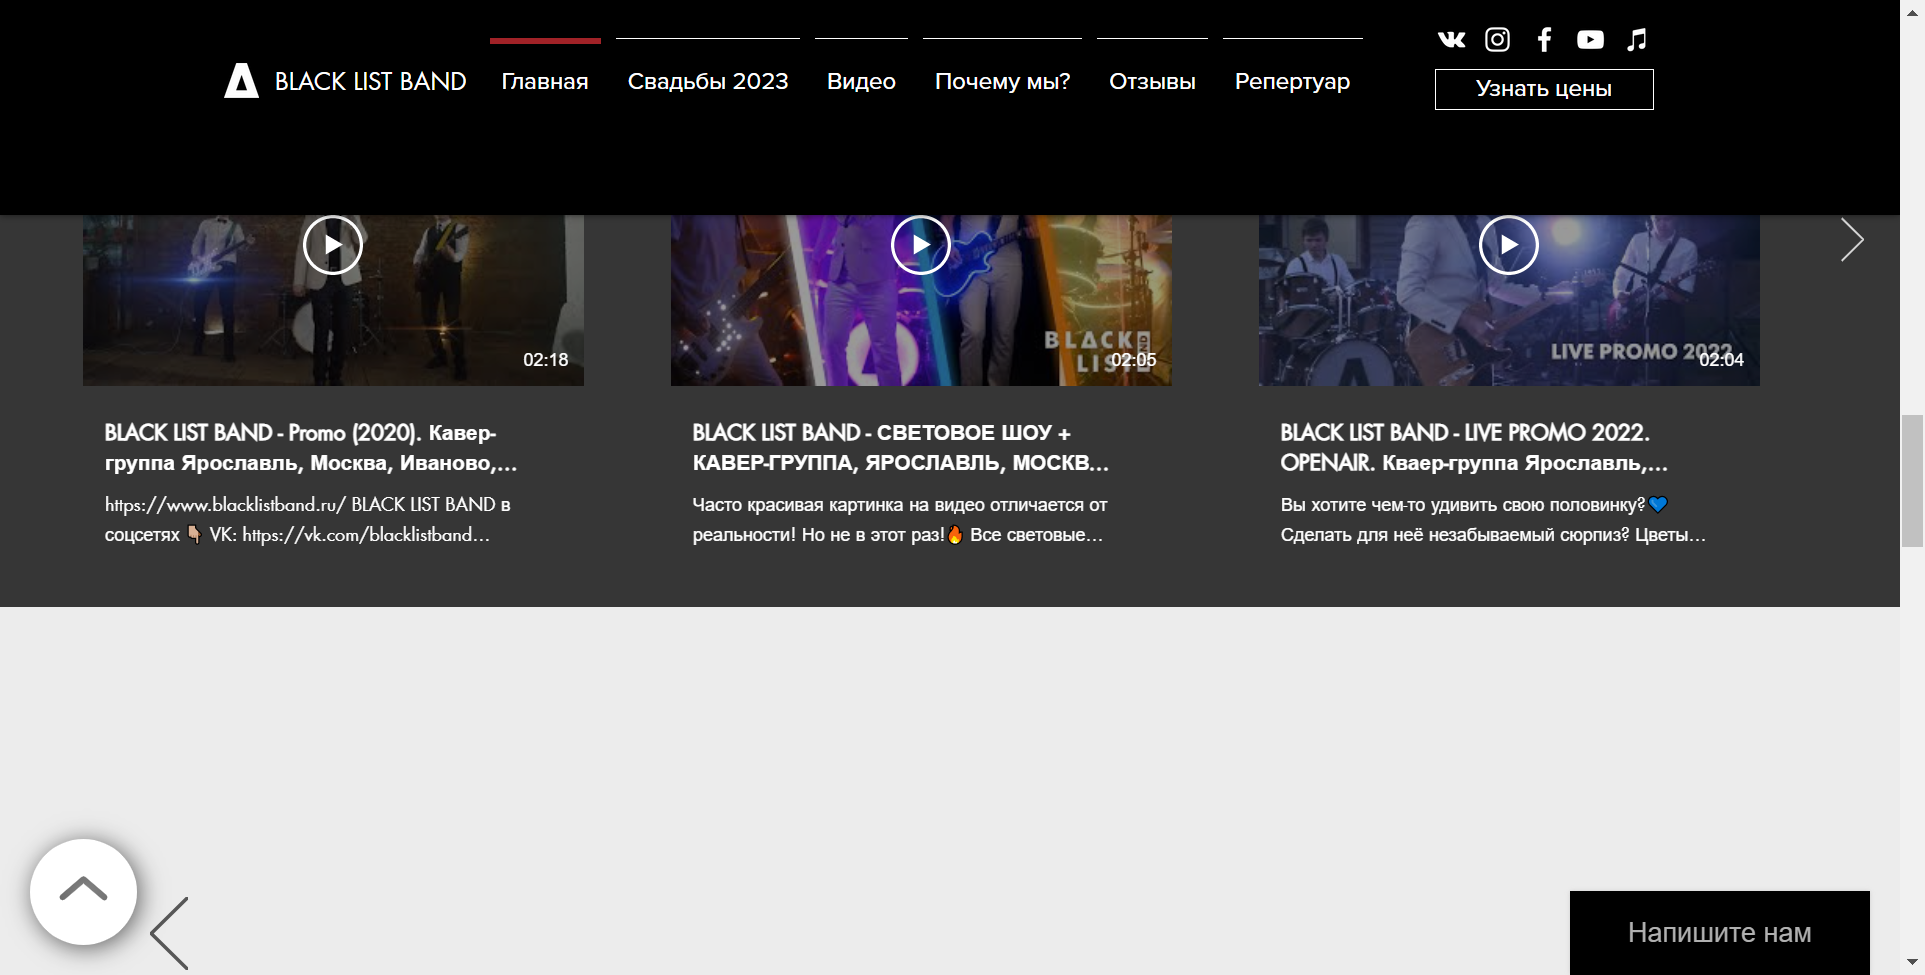 BLACK LIST BAND
Главная
Свадьбы 2023
Видео
Почему мы?
Отзывы
Репертуар
Узнать цены
02:18
BLACK LIST BAND
02:05
LIVE PROMO 2022
02:04
BLACK LIST BAND - Promo (2020). Кавер-
группа Ярославль, Москва, Иваново,...
https://www.blacklistband.ru/ BLACK LIST BAND в
соцсетях 👇🏼 VK: https://vk.com/blacklistband...
BLACK LIST BAND - СВЕТОВОЕ ШОУ +
КАВЕР-ГРУППА, ЯРОСЛАВЛЬ, МОСКВ...
Часто красивая картинка на видео отличается от
реальности! Но не в этот раз!🔥 Все световые...
BLACK LIST BAND - LIVE PROMO 2022.
OPENAIR. Кваер-группа Ярославль,...
Вы хотите чем-то удивить свою половинку?💙
Сделать для неё незабываемый сюрприз? Цветы...
Напишите нам